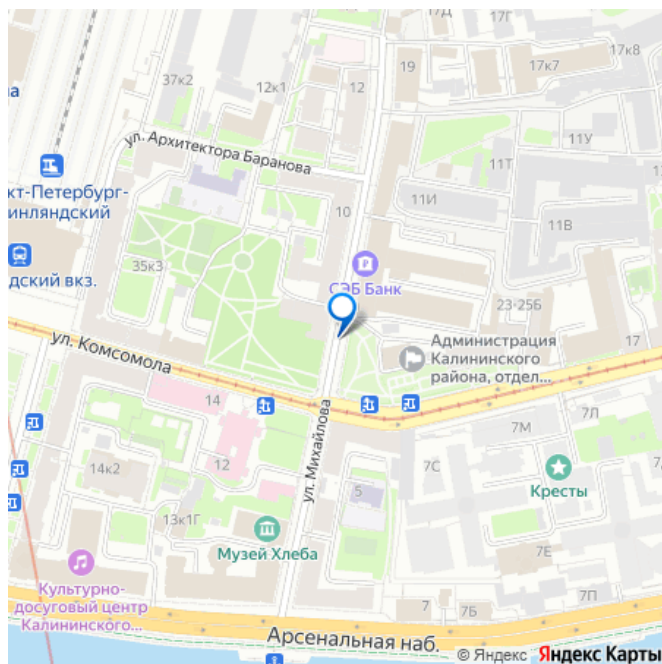 17Д
17Г
17к8
37к2
12к1
12
19
17к7
а
ул. Архитектора Баранова
11У
11Т
кт-Петербург-
инляндский
10
11И
11В
35к3
дский вкз.
СЭБ Банк
23-25Б
ул. Комсомола
Администрация
Калининского
района, отдел...
17
14
ул. Михайлова
7Л
7М
14к2
12
7С
7
Кресты
5
13к1Г
Музей Хлеба
7Е
Культурно-
досуговый центр
Калининского...
7
7Б
7П
Арсенальная наб.
© Яндекс Яндекс Карты